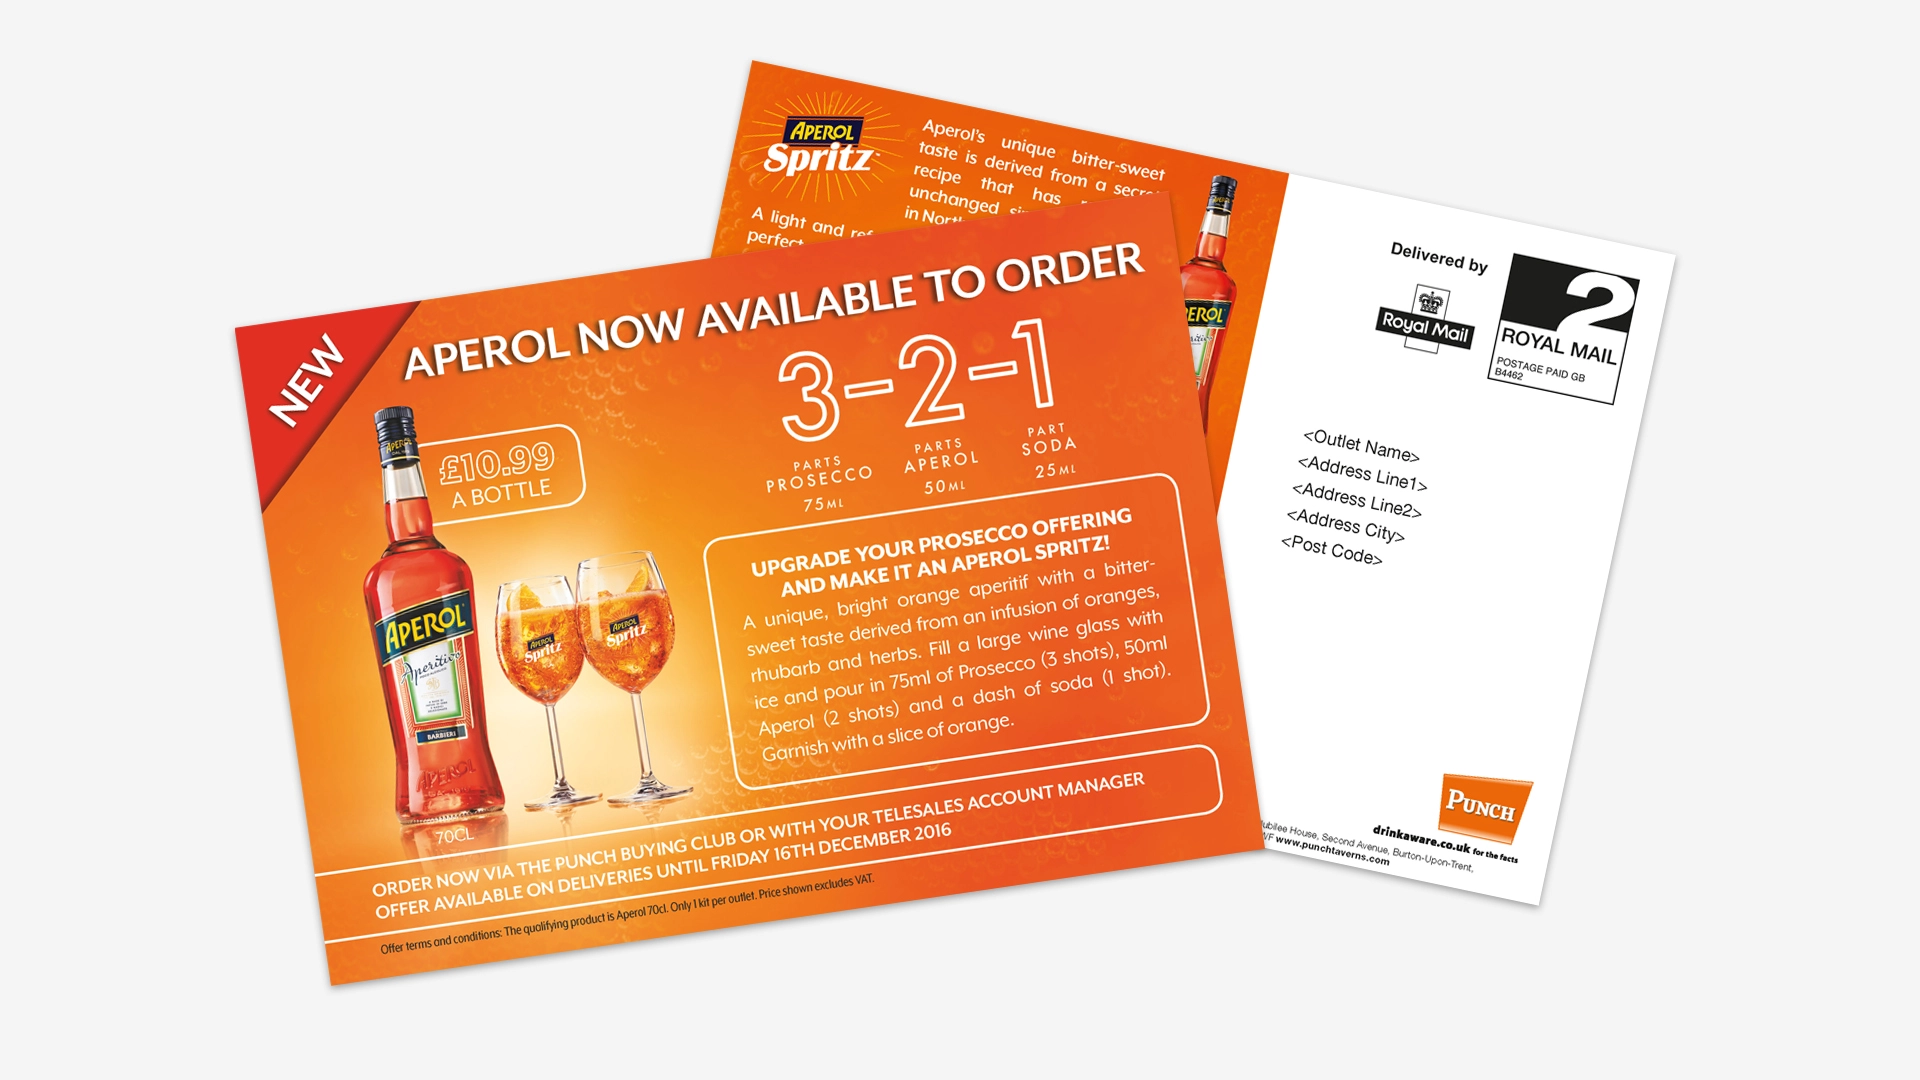 NEW
APEROL NOW AVAILABLE TO ORDER
3-2-1
PARTS
PROSECCO
75ML
PARTS
APEROL
50ML
PART
SODA
25ML
£10.99
A BOTTLE
APEROL
APEROL
Aperitivo
BARBIERI
APEROL
70CL
APEROL
Spritz
APEROL
Spritz
UPGRADE YOUR PROSECCO OFFERING
AND MAKE IT AN APEROL SPRITZ!
A unique, bright orange aperitif with a bitter-
sweet taste derived from an infusion of oranges,
rhubarb and herbs. Fill a large wine glass with
ice and pour in 75ml of Prosecco (3 shots), 50ml
Aperol (2 shots) and a dash of soda (1 shot).
Garnish with a slice of orange.
ORDER NOW VIA THE PUNCH BUYING CLUB OR WITH YOUR TELESALES ACCOUNT MANAGER
OFFER AVAILABLE ON DELIVERIES UNTIL FRIDAY 16TH DECEMBER 2016
Offer terms and conditions: The qualifying product is Aperol 70cl. Only 1 kit per outlet. Price shown excludes VAT.
APEROL
Spritz™
A light and
perfect
Aperol's unique bitter-sweet
taste is derived from a
recipe that has
unchanged
in
Delivered by
Royal Mail
2
ROYAL MAIL
POSTAGE PAID GB
B4462
<Outlet Name>
<Address Line1>
<Address Line2>
<Address City>
<Post Code>
PUNCH
drinkaware.co.uk for the facts
Jubilee House, Second Avenue, Burton-Upon-Trent,
www.punchtaverns.com